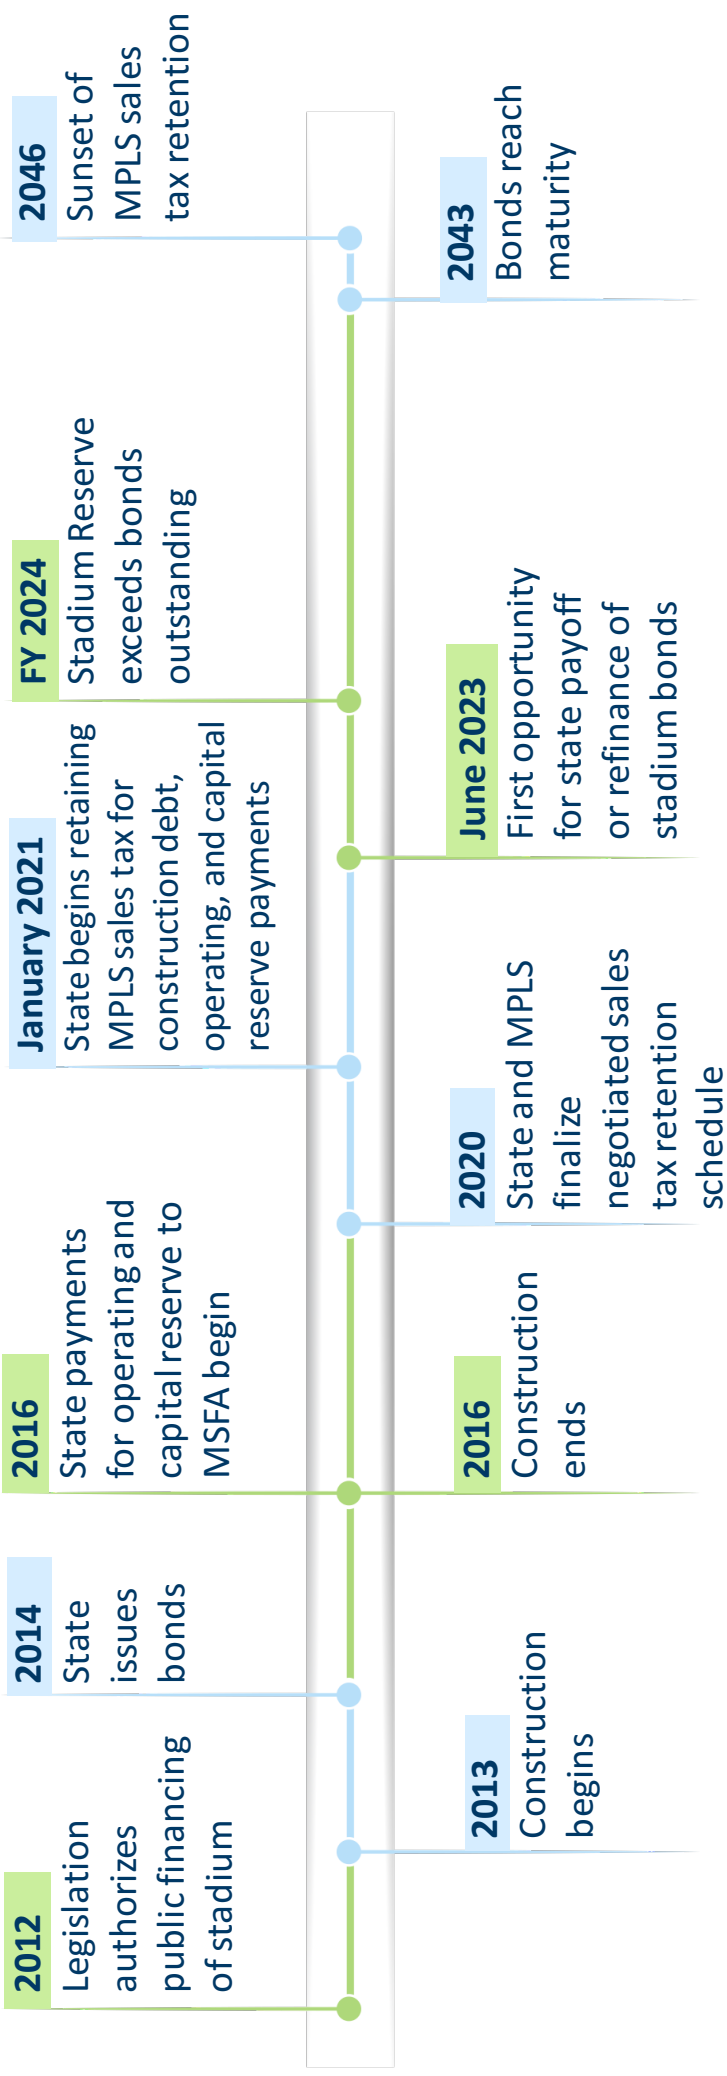 2012
Legislation
authorizes
public financing
of stadium
2014
State
issues
bonds
2016
State payments
for operating and
capital reserve to
MSFA begin
January 2021
State begins retaining
MPLS sales tax for
construction debt,
operating, and capital
reserve payments
FY 2024
Stadium Reserve
exceeds bonds
outstanding
2046
Sunset of
MPLS sales
tax retention
2013
Construction
begins
2016
Construction
ends
2020
State and MPLS
finalize
negotiated sales
tax retention
schedule
June 2023
First opportunity
for state payoff
or refinance of
stadium bonds
2043
Bonds reach
maturity